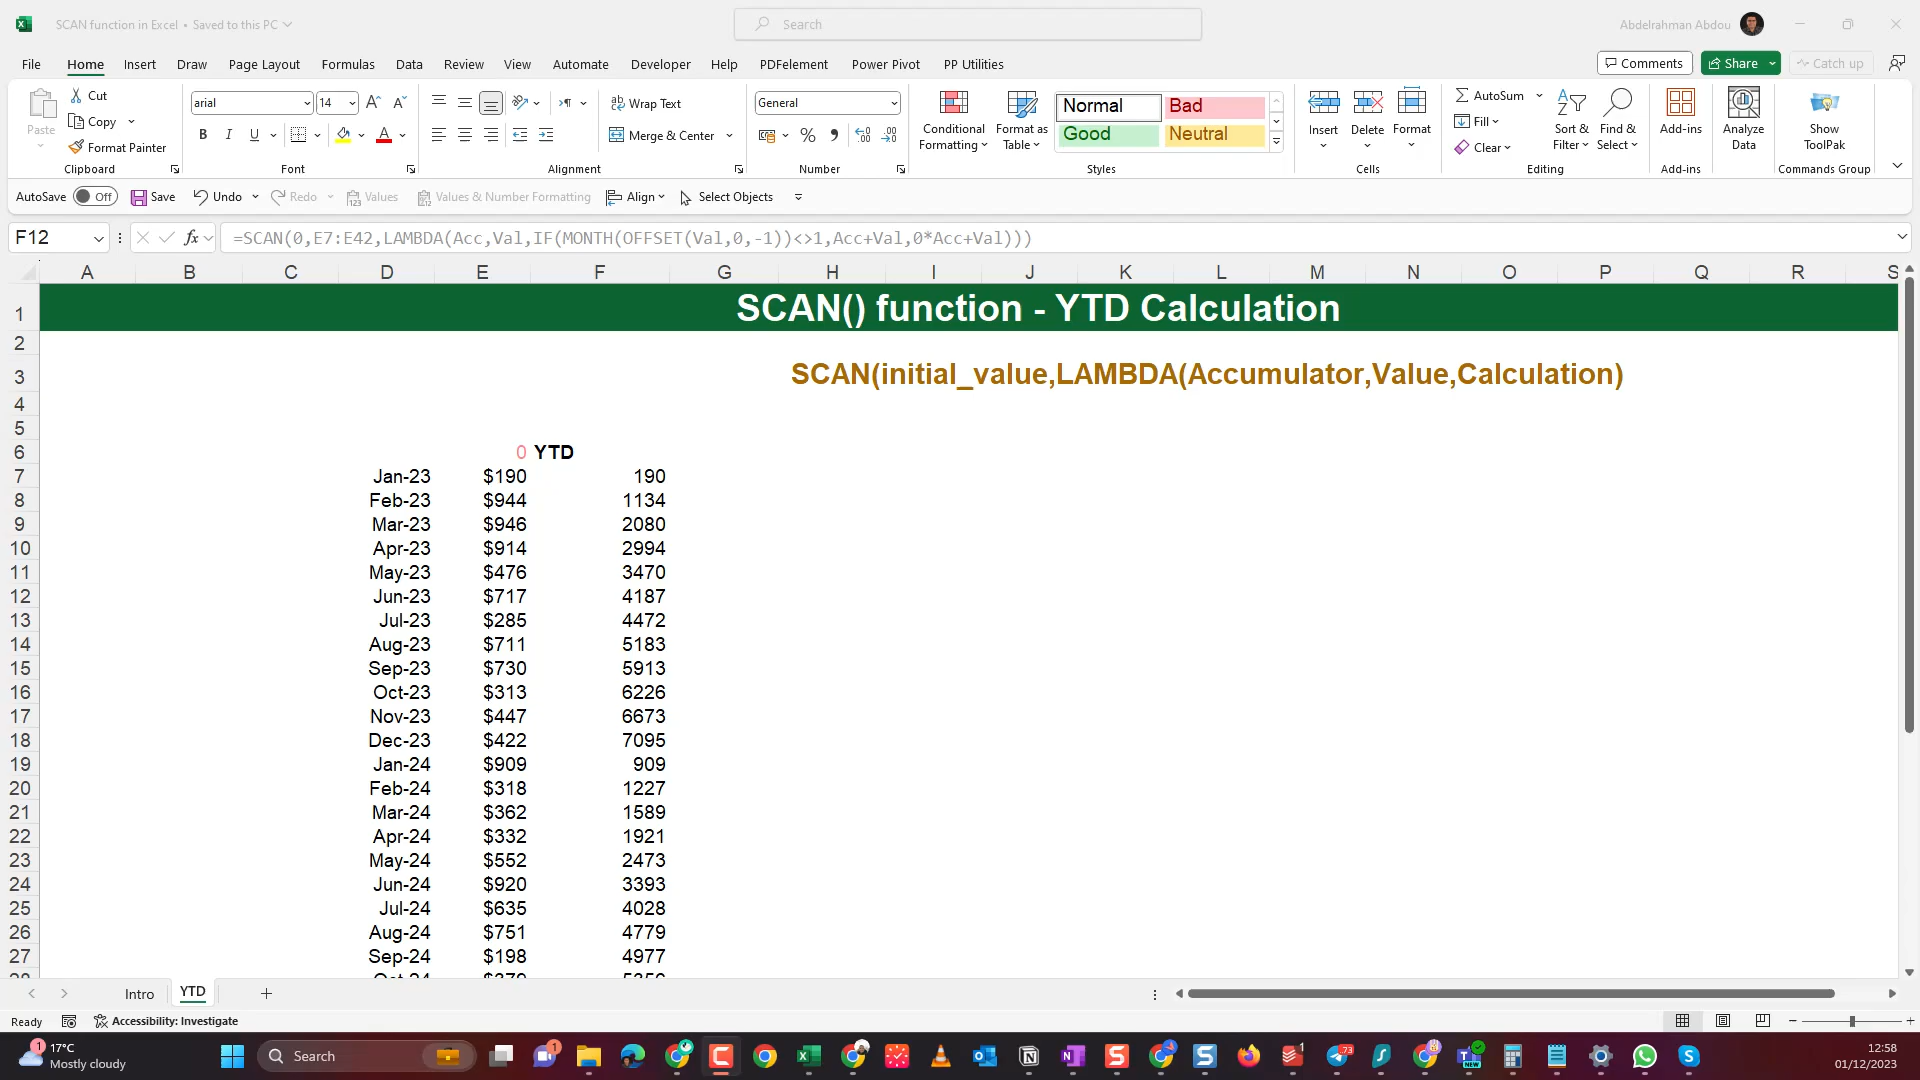 SCAN function in Excel • Saved to this PC
Search
Abdelrahman Abdou
File Home Insert Draw Page Layout Formulas Data Review View Automate Developer Help PDFelement Power Pivot PP Utilities
Comments Share Catch up
Paste
Cut
Copy
Format Painter
Clipboard
arial 14
B I U
Font
Wrap Text
Merge & Center
Alignment
General
Number
Conditional Formatting
Format as Table
Normal Bad
Good Neutral
Styles
Insert Delete Format
Cells
AutoSum
Fill
Clear
Sort & Filter
Find & Select
Editing
Add-ins
Add-ins
Analyze Data
Show ToolPak
Commands Group
AutoSave Off Save Undo Redo Values Values & Number Formatting Align Select Objects
F12 fx =SCAN(0,E7:E42,LAMBDA(Acc,Val,IF(MONTH(OFFSET(Val,0,-1))<>1,Acc+Val,0*Acc+Val)))
A B C D E F G H I J K L M N O P Q R S
1 SCAN() function - YTD Calculation
2
3 SCAN(initial_value,LAMBDA(Accumulator,Value,Calculation)
4
5
6 0 YTD
7 Jan-23 $190 190
8 Feb-23 $944 1134
9 Mar-23 $946 2080
10 Apr-23 $914 2994
11 May-23 $476 3470
12 Jun-23 $717 4187
13 Jul-23 $285 4472
14 Aug-23 $711 5183
15 Sep-23 $730 5913
16 Oct-23 $313 6226
17 Nov-23 $447 6673
18 Dec-23 $422 7095
19 Jan-24 $909 909
20 Feb-24 $318 1227
21 Mar-24 $362 1589
22 Apr-24 $332 1921
23 May-24 $552 2473
24 Jun-24 $920 3393
25 Jul-24 $635 4028
26 Aug-24 $751 4779
27 Sep-24 $198 4977
Intro YTD
Ready Accessibility: Investigate
17°C
Mostly cloudy
Search
12:58
01/12/2023